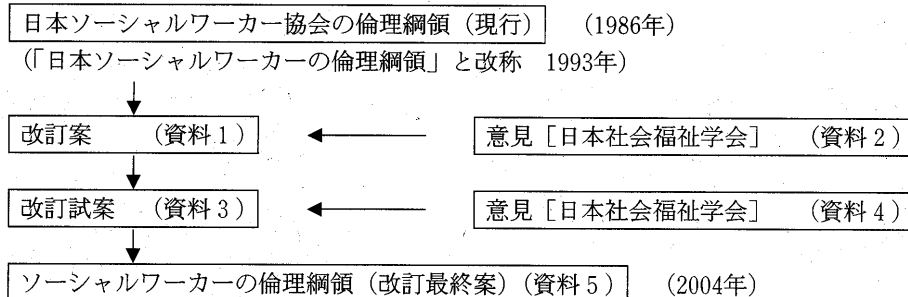 日本ソーシャルワーカー協会の倫理綱領（現行） （1986年）
（「日本ソーシャルワーカーの倫理綱領」と改称 1993年）
改訂案 （資料1） 意見［日本社会福祉学会］ （資料2）
改訂試案 （資料3） 意見［日本社会福祉学会］ （資料4）
ソーシャルワーカーの倫理綱領（改訂最終案）（資料5） （2004年）